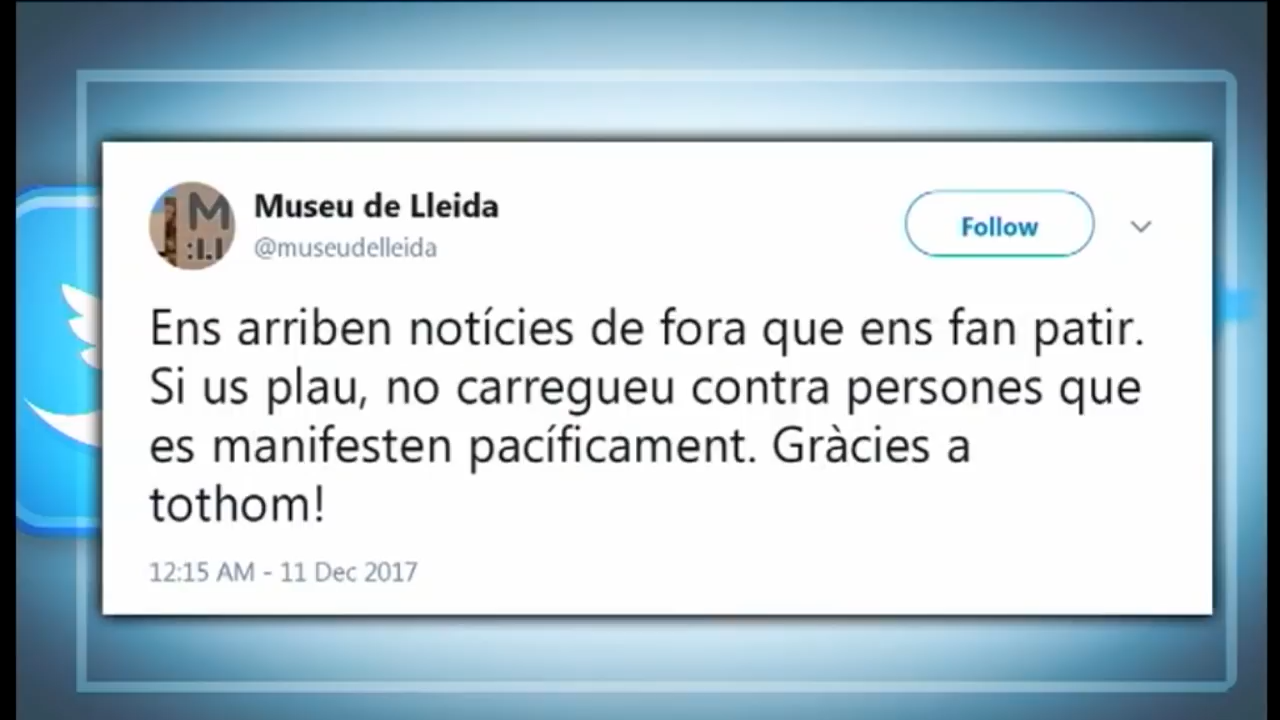 M
:LI
Museu de Lleida
@museudelleida
Follow
Ens arriben notícies de fora que ens fan patir.
Si us plau, no carregueu contra persones que
es manifesten pacíficament. Gràcies a
tothom!
12:15 AM - 11 Dec 2017